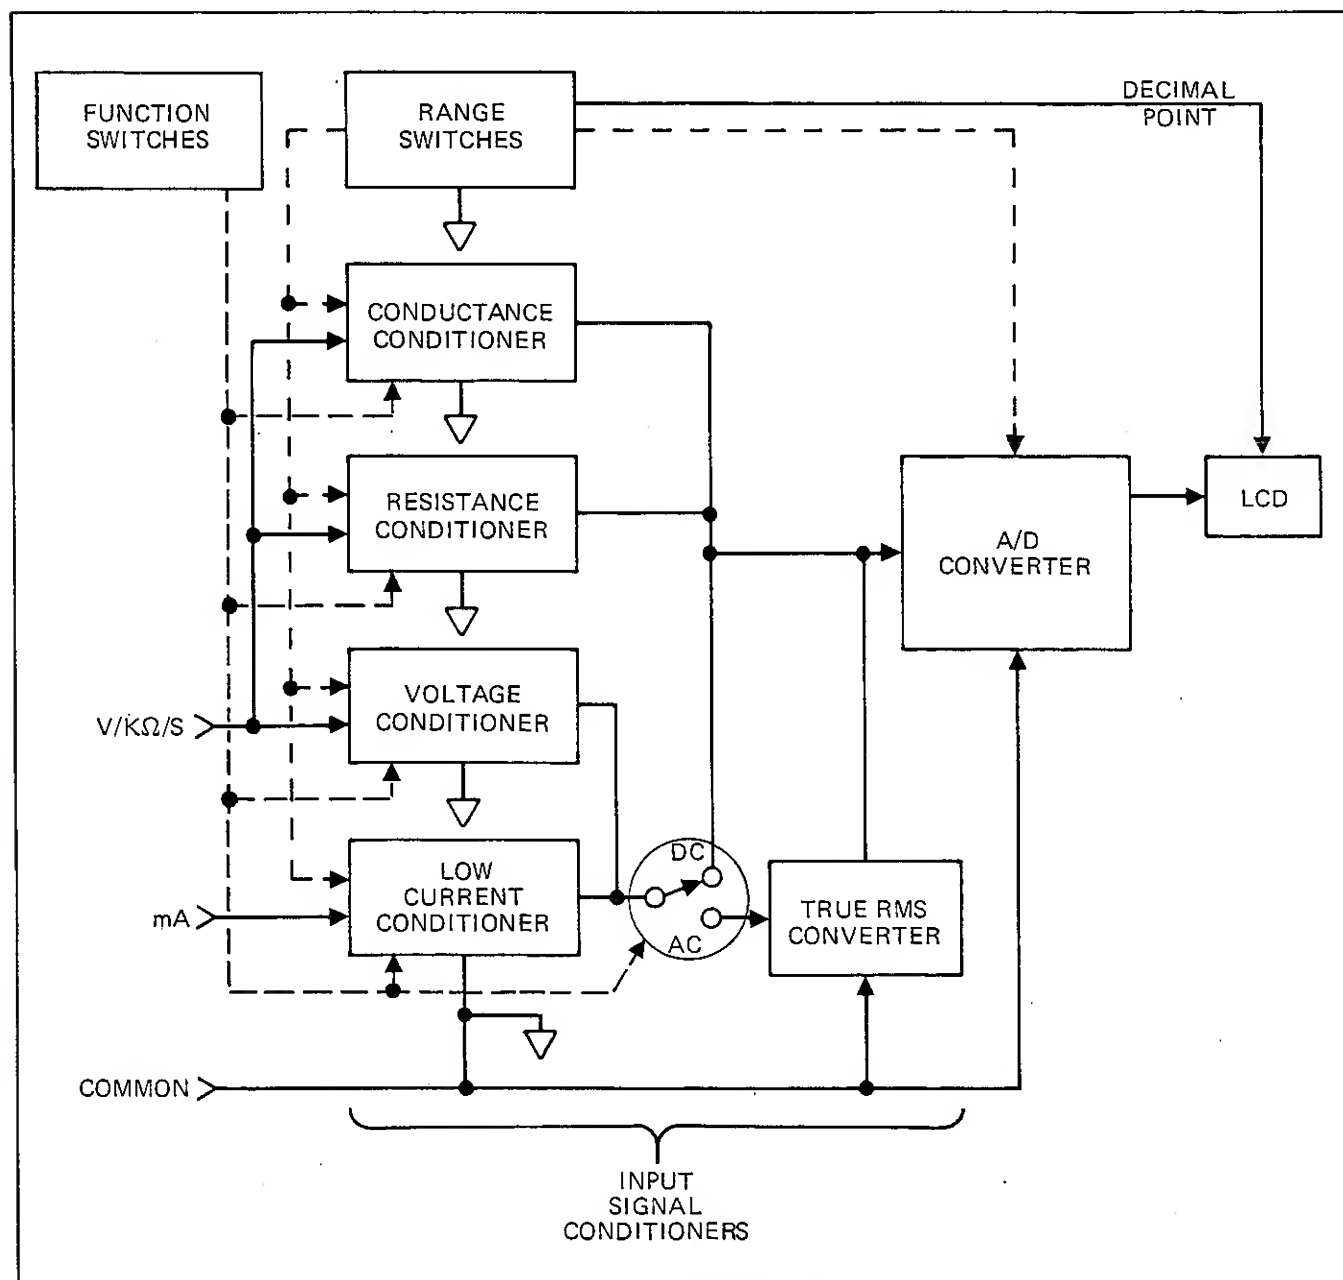 FUNCTION
SWITCHES
RANGE
SWITCHES
DECIMAL
POINT
CONDUCTANCE
CONDITIONER
RESISTANCE
CONDITIONER
A/D
CONVERTER
LCD
V/KΩ/S
VOLTAGE
CONDITIONER
mA
LOW
CURRENT
CONDITIONER
DC
AC
TRUE RMS
CONVERTER
COMMON
INPUT
SIGNAL
CONDITIONERS